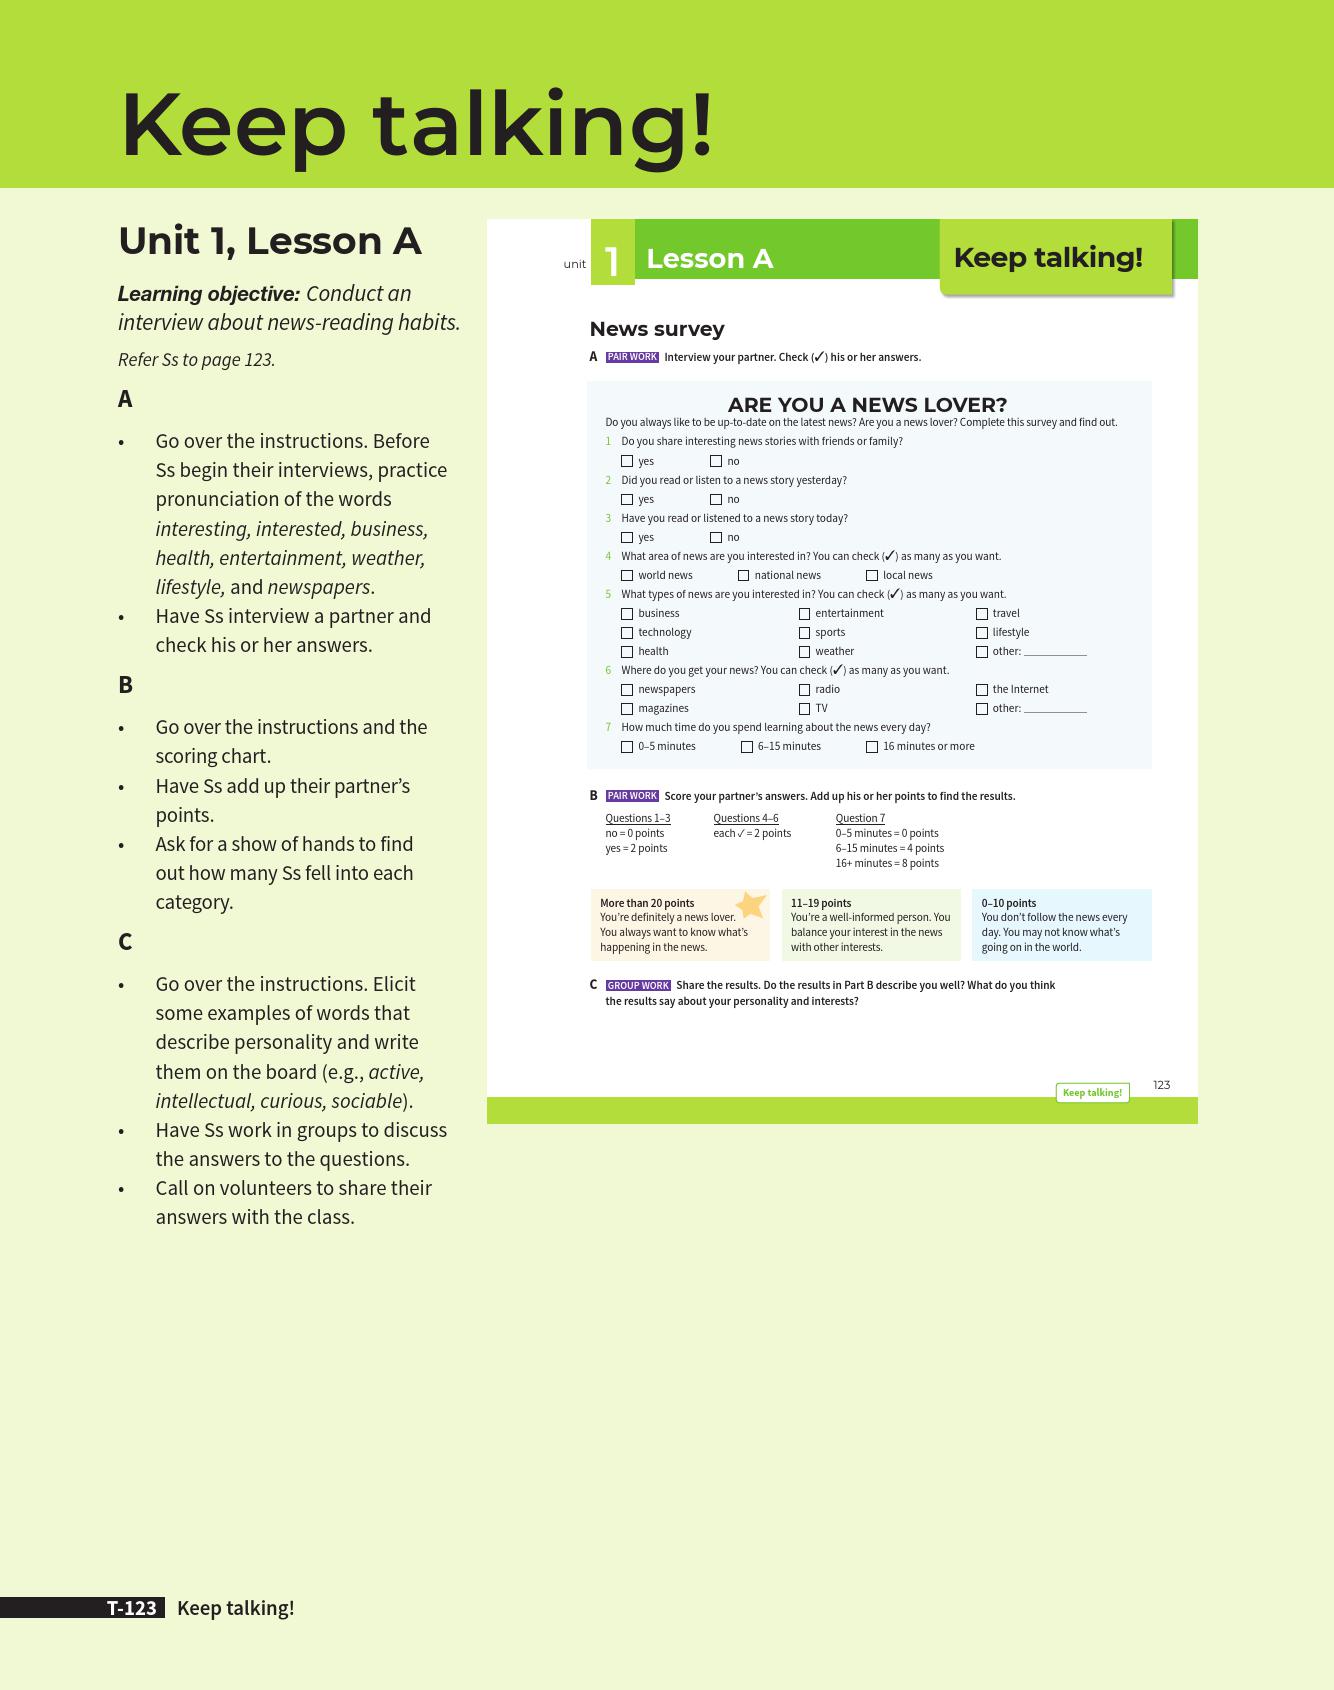 Keep talking!
Unit 1, Lesson A
Learning objective: Conduct an
interview about news-reading habits.
Refer Ss to page 123.
A
• Go over the instructions. Before
Ss begin their interviews, practice
pronunciation of the words
interesting, interested, business,
health, entertainment, weather,
lifestyle, and newspapers.
• Have Ss interview a partner and
check his or her answers.
B
• Go over the instructions and the
scoring chart.
• Have Ss add up their partner's
points.
• Ask for a show of hands to find
out how many Ss fell into each
category.
C
• Go over the instructions. Elicit
some examples of words that
describe personality and write
them on the board (e.g., active,
intellectual, curious, sociable).
• Have Ss work in groups to discuss
the answers to the questions.
• Call on volunteers to share their
answers with the class.
unit 1 Lesson A Keep talking!
News survey
A PAIR WORK Interview your partner. Check (✓) his or her answers.
ARE YOU A NEWS LOVER?
Do you always like to be up-to-date on the latest news? Are you a news lover? Complete this survey and find out.
1 Do you share interesting news stories with friends or family?
☐ yes ☐ no
2 Did you read or listen to a news story yesterday?
☐ yes ☐ no
3 Have you read or listened to a news story today?
☐ yes ☐ no
4 What area of news are you interested in? You can check (✓) as many as you want.
☐ world news ☐ national news ☐ local news
5 What types of news are you interested in? You can check (✓) as many as you want.
☐ business ☐ entertainment ☐ travel
☐ technology ☐ sports ☐ lifestyle
☐ health ☐ weather ☐ other: ___________
6 Where do you get your news? You can check (✓) as many as you want.
☐ newspapers ☐ radio ☐ the Internet
☐ magazines ☐ TV ☐ other: ___________
7 How much time do you spend learning about the news every day?
☐ 0–5 minutes ☐ 6–15 minutes ☐ 16 minutes or more
B PAIR WORK Score your partner's answers. Add up his or her points to find the results.
Questions 1–3 Questions 4–6 Question 7
no = 0 points each ✓ = 2 points 0–5 minutes = 0 points
yes = 2 points 6–15 minutes = 4 points
16+ minutes = 8 points
More than 20 points
You're definitely a news lover.
You always want to know what's
happening in the news.
11–19 points
You're a well-informed person. You
balance your interest in the news
with other interests.
0–10 points
You don't follow the news every
day. You may not know what's
going on in the world.
C GROUP WORK Share the results. Do the results in Part B describe you well? What do you think
the results say about your personality and interests?
Keep talking! 123
T-123 Keep talking!